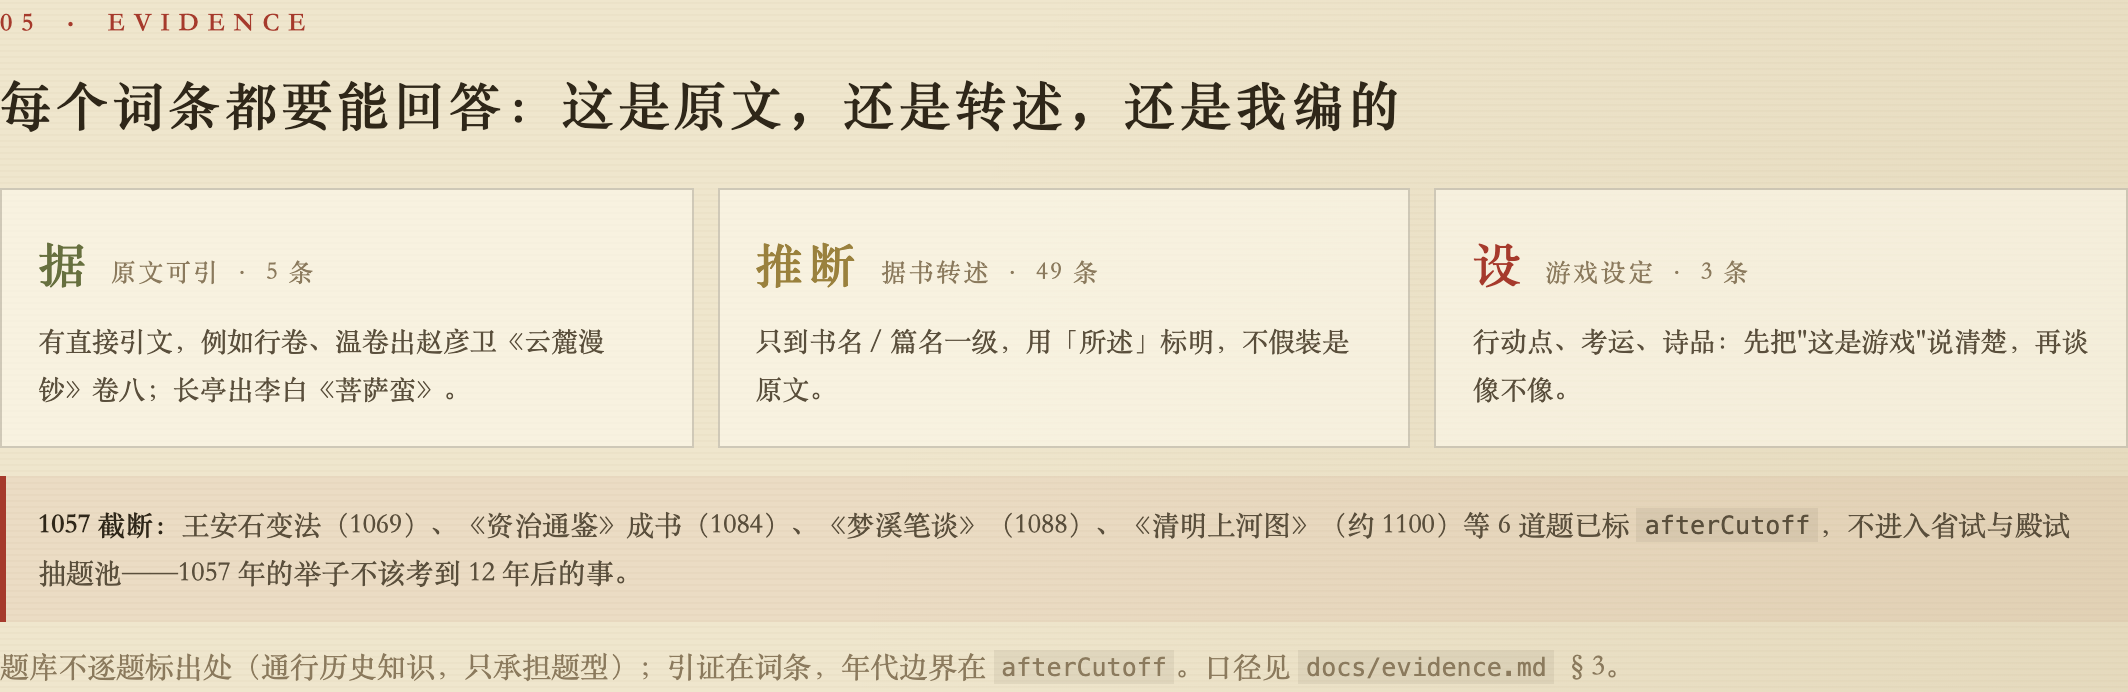 05 · EVIDENCE
每个词条都要能回答：这是原文，还是转述，还是我编的
据 原文可引 · 5 条
有直接引文，例如行卷、温卷出赵彦卫《云麓漫
钞》卷八；长亭出李白《菩萨蛮》。
推断 据书转述 · 49 条
只到书名 / 篇名一级，用「所述」标明，不假装是
原文。
设 游戏设定 · 3 条
行动点、考运、诗品：先把"这是游戏"说清楚，再谈
像不像。
1057 截断：王安石变法（1069）、《资治通鉴》成书（1084）、《梦溪笔谈》（1088）、《清明上河图》（约 1100）等 6 道题已标 afterCutoff，不进入省试与殿试
抽题池——1057 年的举子不该考到 12 年后的事。
题库不逐题标出处（通行历史知识，只承担题型）；引证在词条，年代边界在 afterCutoff。口径见 docs/evidence.md §3。